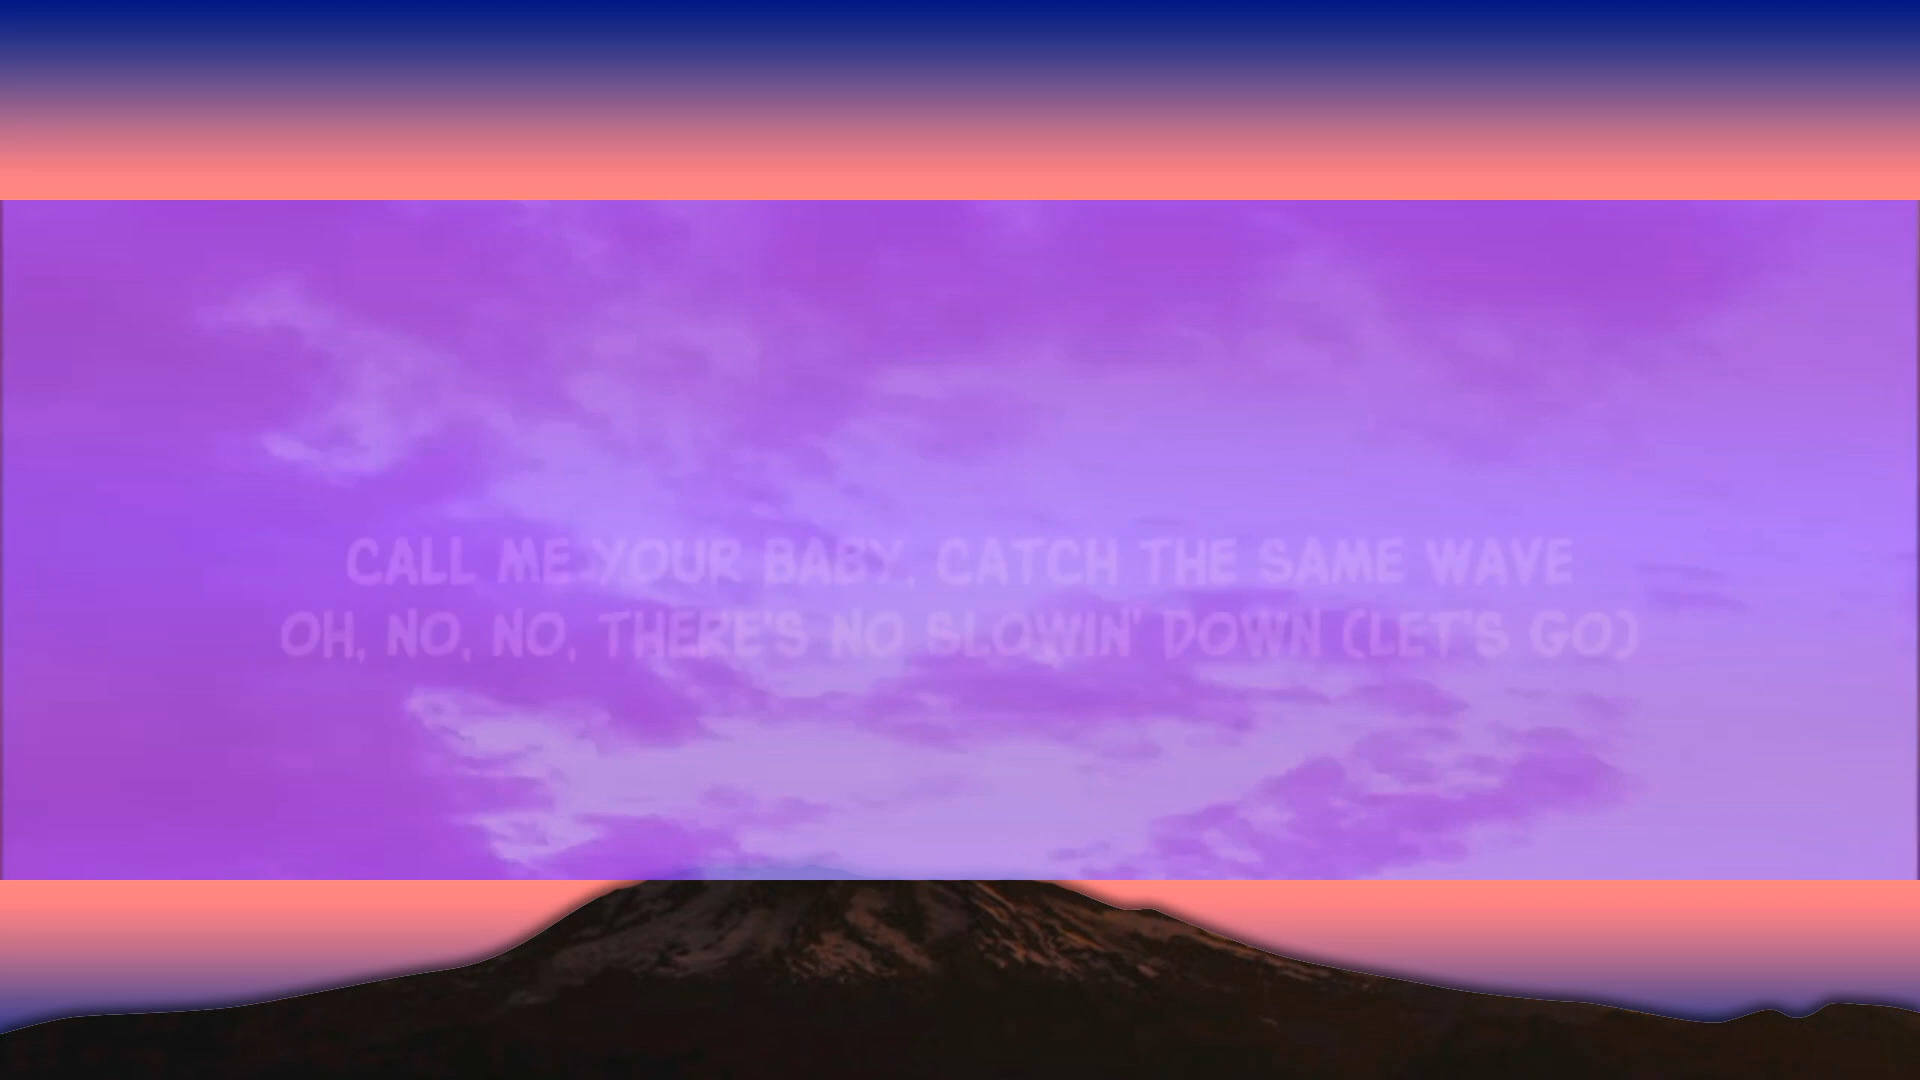 CALL ME YOUR BABY, CATCH THE SAME WAVE
OH, NO, NO, THERE'S NO SLOWIN' DOWN (LET'S GO)